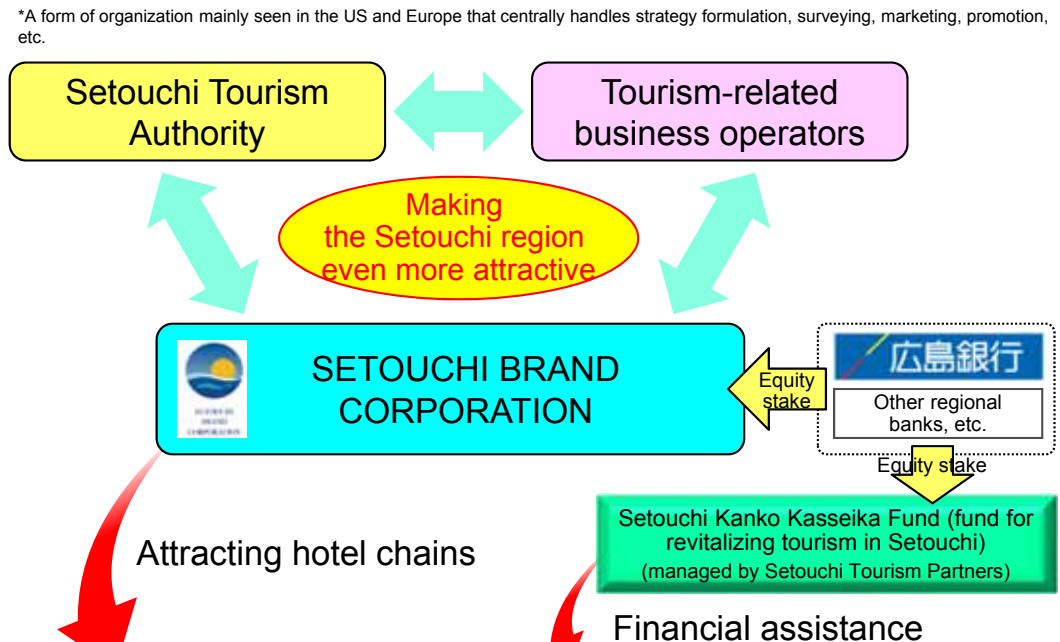 *A form of organization mainly seen in the US and Europe that centrally handles strategy formulation, surveying, marketing, promotion,
etc.
Setouchi Tourism
Authority
Tourism-related
business operators
Making
the Setouchi region
even more attractive
SETOUCHI BRAND
CORPORATION
SETOUCHI
BRAND
CORPORATION
Equity
stake
広島銀行
Other regional
banks, etc.
Equity stake
Setouchi Kanko Kasseika Fund (fund for
revitalizing tourism in Setouchi)
(managed by Setouchi Tourism Partners)
Attracting hotel chains
Financial assistance